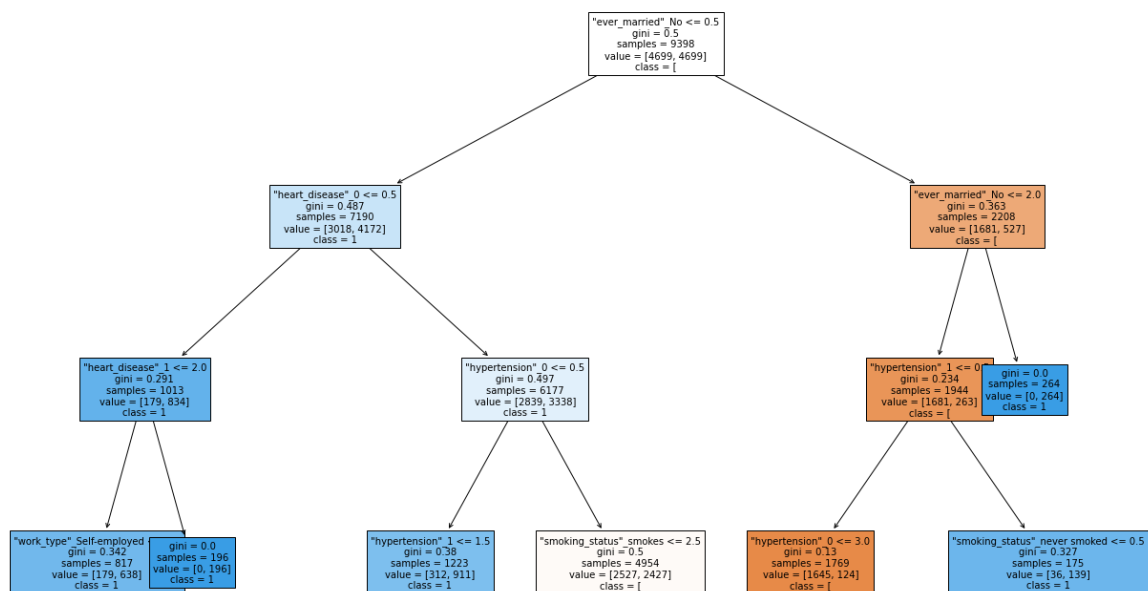 "ever_married"_No <= 0.5
gini = 0.5
samples = 9398
value = [4699, 4699]
class = [
"heart_disease"_0 <= 0.5
gini = 0.487
samples = 7190
value = [3018, 4172]
class = 1
"ever_married"_No <= 2.0
gini = 0.363
samples = 2208
value = [1681, 527]
class = [
"heart_disease"_1 <= 2.0
gini = 0.291
samples = 1013
value = [179, 834]
class = 1
"hypertension"_0 <= 0.5
gini = 0.497
samples = 6177
value = [2839, 3338]
class = 1
"hypertension"_1 <=
gini = 0.234
samples = 1944
value = [1681, 263]
class = [
gini = 0.0
samples = 264
value = [0, 264]
class = 1
"work_type"_Self-employed
gini = 0.342
samples = 817
value = [179, 638]
class = 1
gini = 0.0
samples = 196
value = [0, 196]
class = 1
"hypertension"_1 <= 1.5
gini = 0.38
samples = 1223
value = [312, 911]
class = 1
"smoking_status"_smokes <= 2.5
gini = 0.5
samples = 4954
value = [2527, 2427]
class = [
"hypertension"_0 <= 3.0
gini = 0.13
samples = 1769
value = [1645, 124]
class = [
"smoking_status"_never smoked <= 0.5
gini = 0.327
samples = 175
value = [36, 139]
class = 1